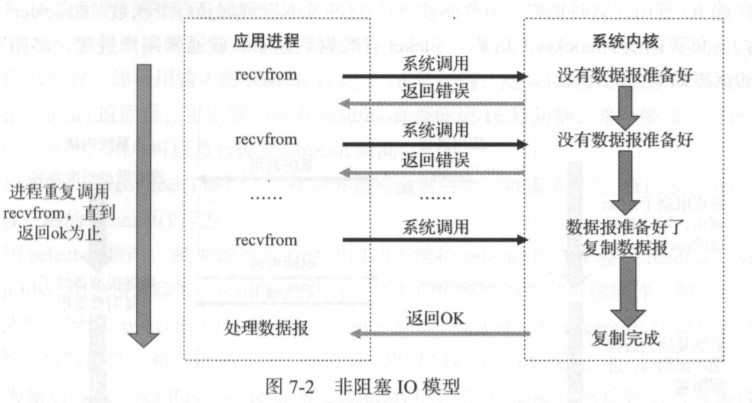 应用进程
系统内核
recvfrom
系统调用
没有数据报准备好
返回错误
recvfrom
系统调用
没有数据报准备好
返回错误
进程重复调用
recvfrom，直到
返回ok为止
……
……
recvfrom
系统调用
数据报准备好了
复制数据报
处理数据报
返回OK
复制完成
图 7-2 非阻塞 IO 模型